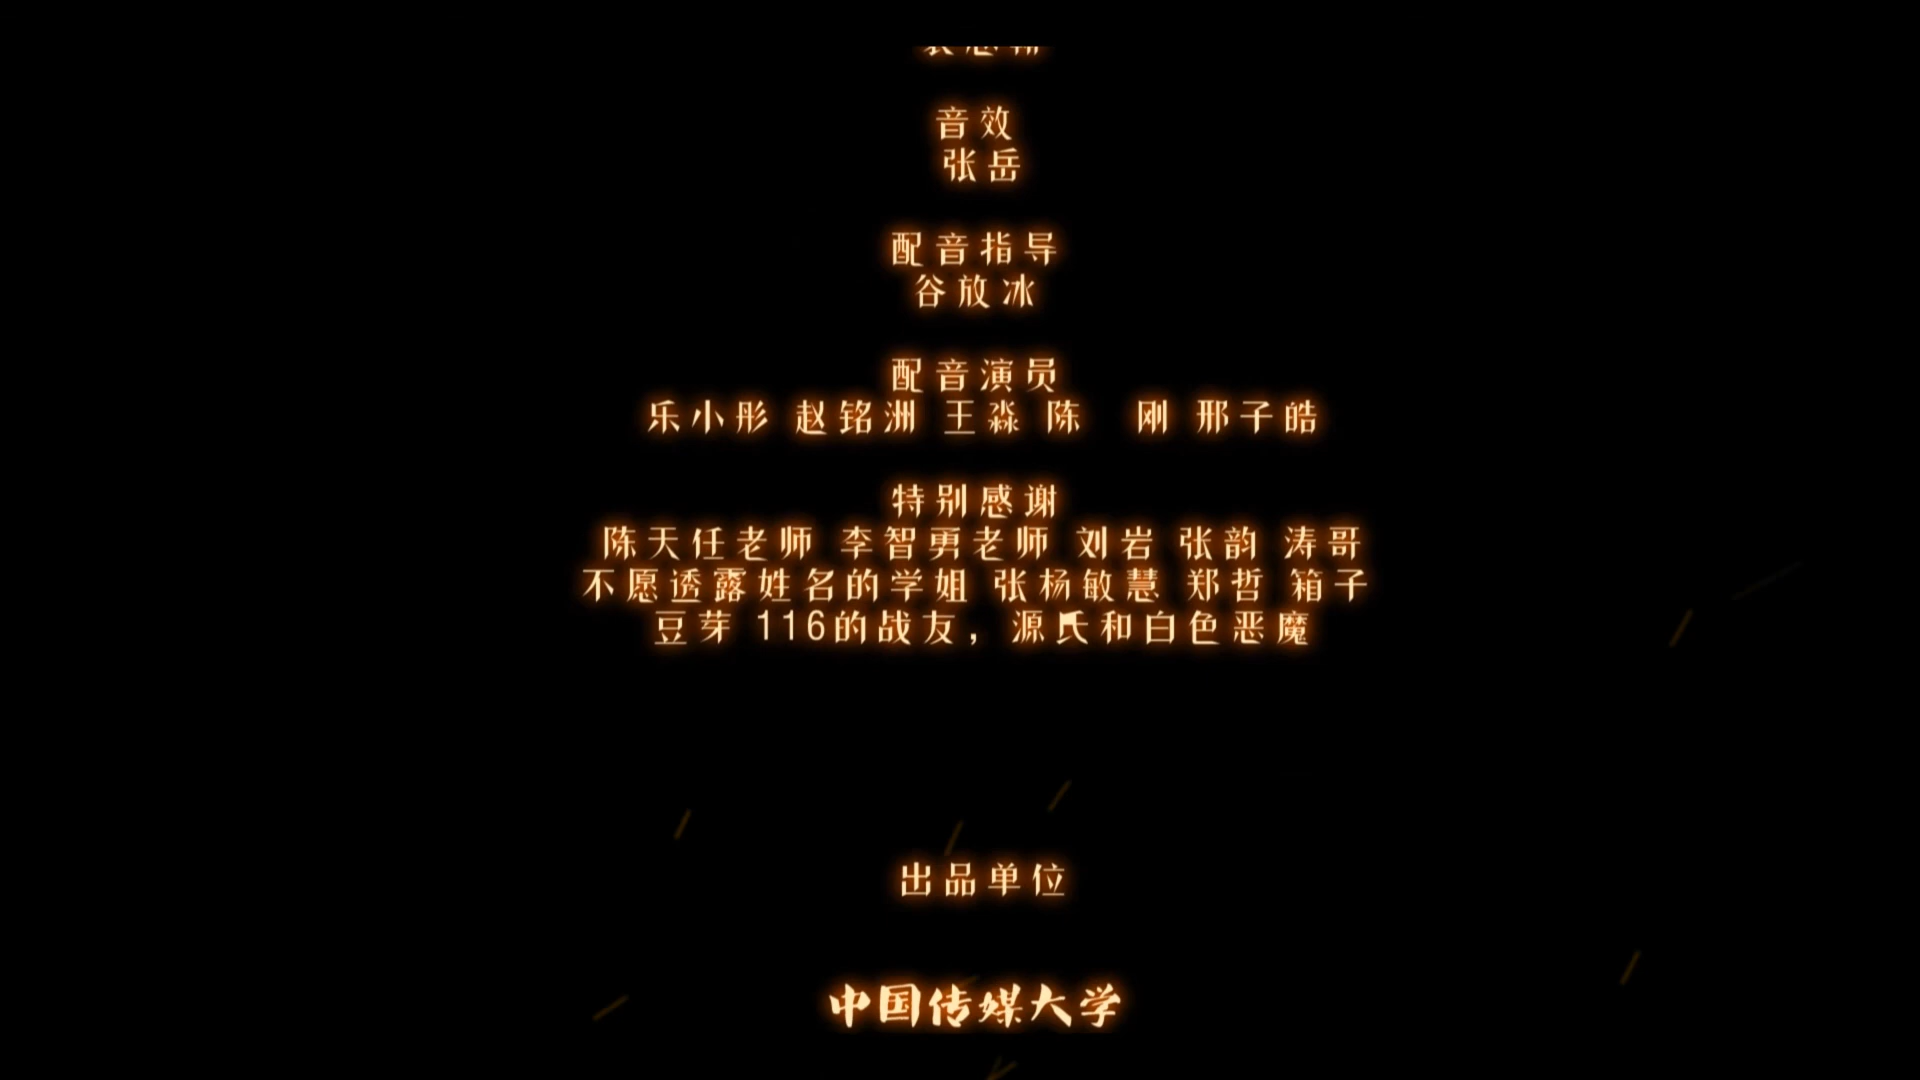 音效
张岳
配音指导
谷放冰
配音演员
乐小彤 赵铭洲 王淼 陈　刚 邢子皓
特别感谢
陈天任老师 李智勇老师 刘岩 张韵 涛哥
不愿透露姓名的学姐 张杨敏慧 郑哲 箱子
豆芽 116的战友，源氏和白色恶魔
出品单位
中国传媒大学